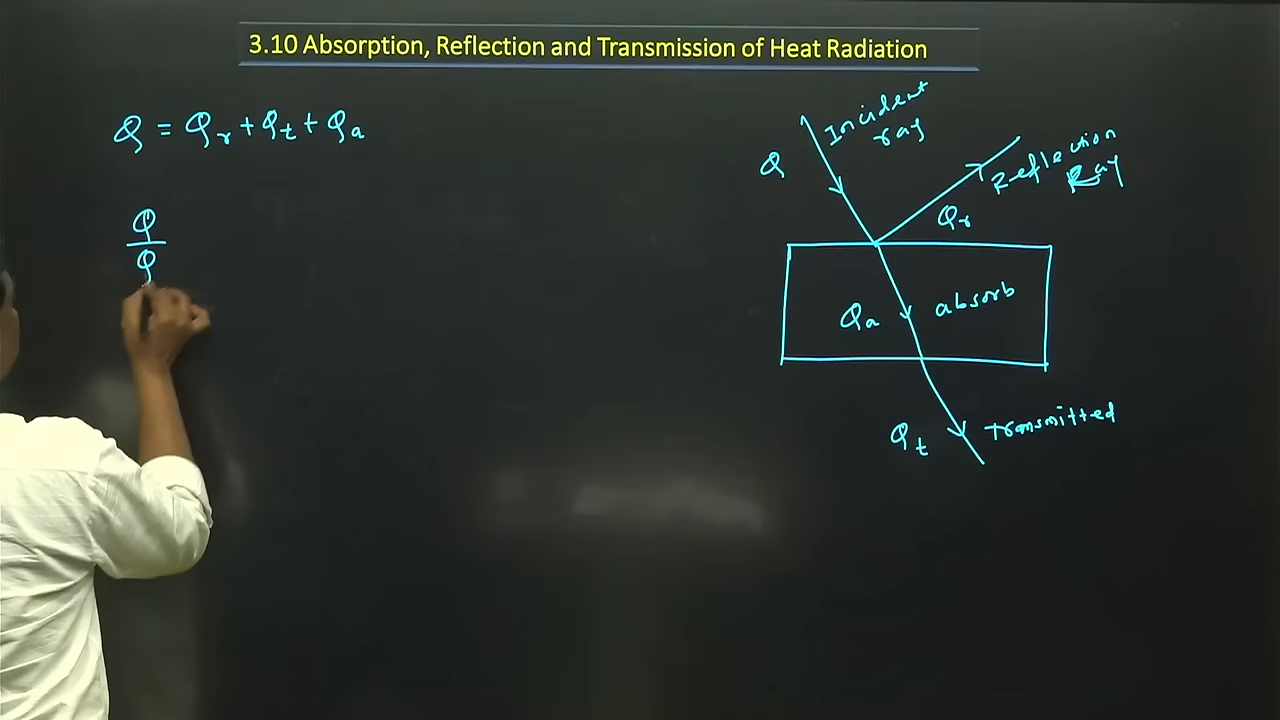 3.10 Absorption, Reflection and Transmission of Heat Radiation
Q = Qr + Qt + Qa
Q
Q
Incident
ray
Q
Reflection
Ray
Qr
Qa
absorb
Qt
Transmitted